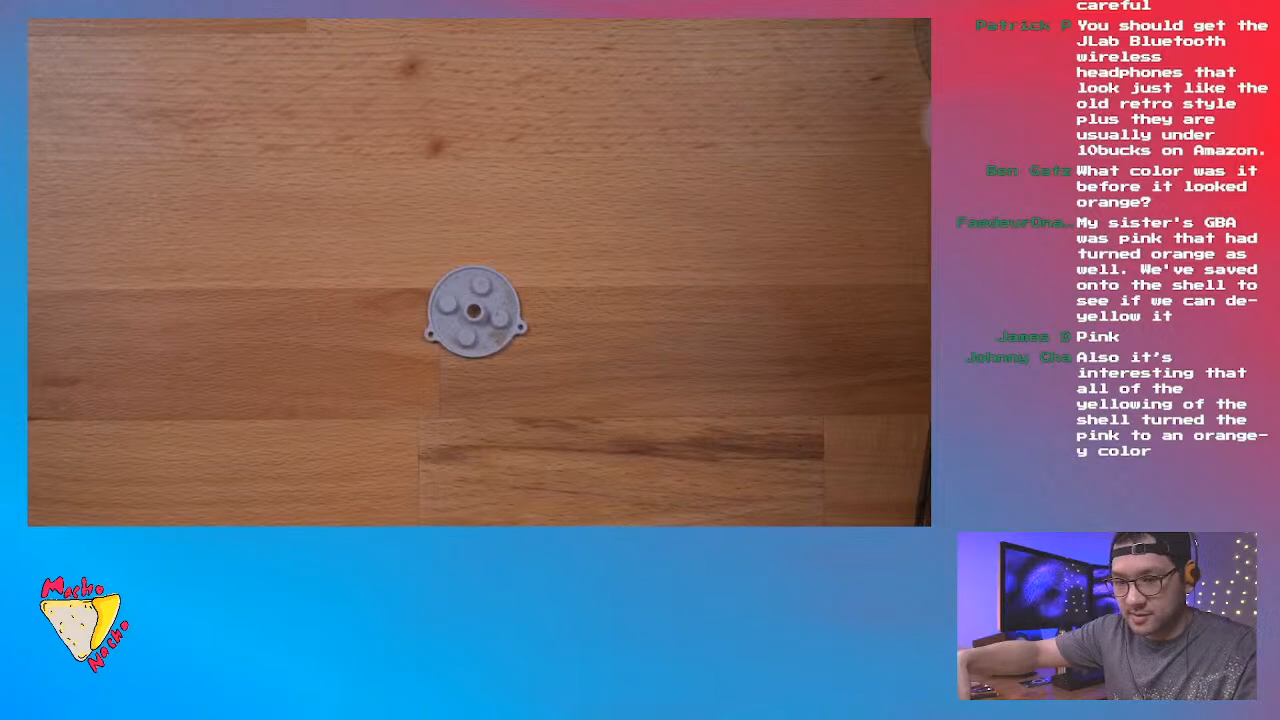 careful
Patrick P You should get the
JLab Bluetooth
wireless
headphones that
look just like the
old retro style
plus they are
usually under
10bucks on Amazon.
Ben Getz What color was it
before it looked
orange?
My sister's GBA
was pink that had
turned orange as
well. We've saved
onto the shell to
see if we can de-
yellow it
Pink
Johnny Cha Also it's
interesting that
all of the
yellowing of the
shell turned the
pink to an orange-
y color
Macho
Nacho